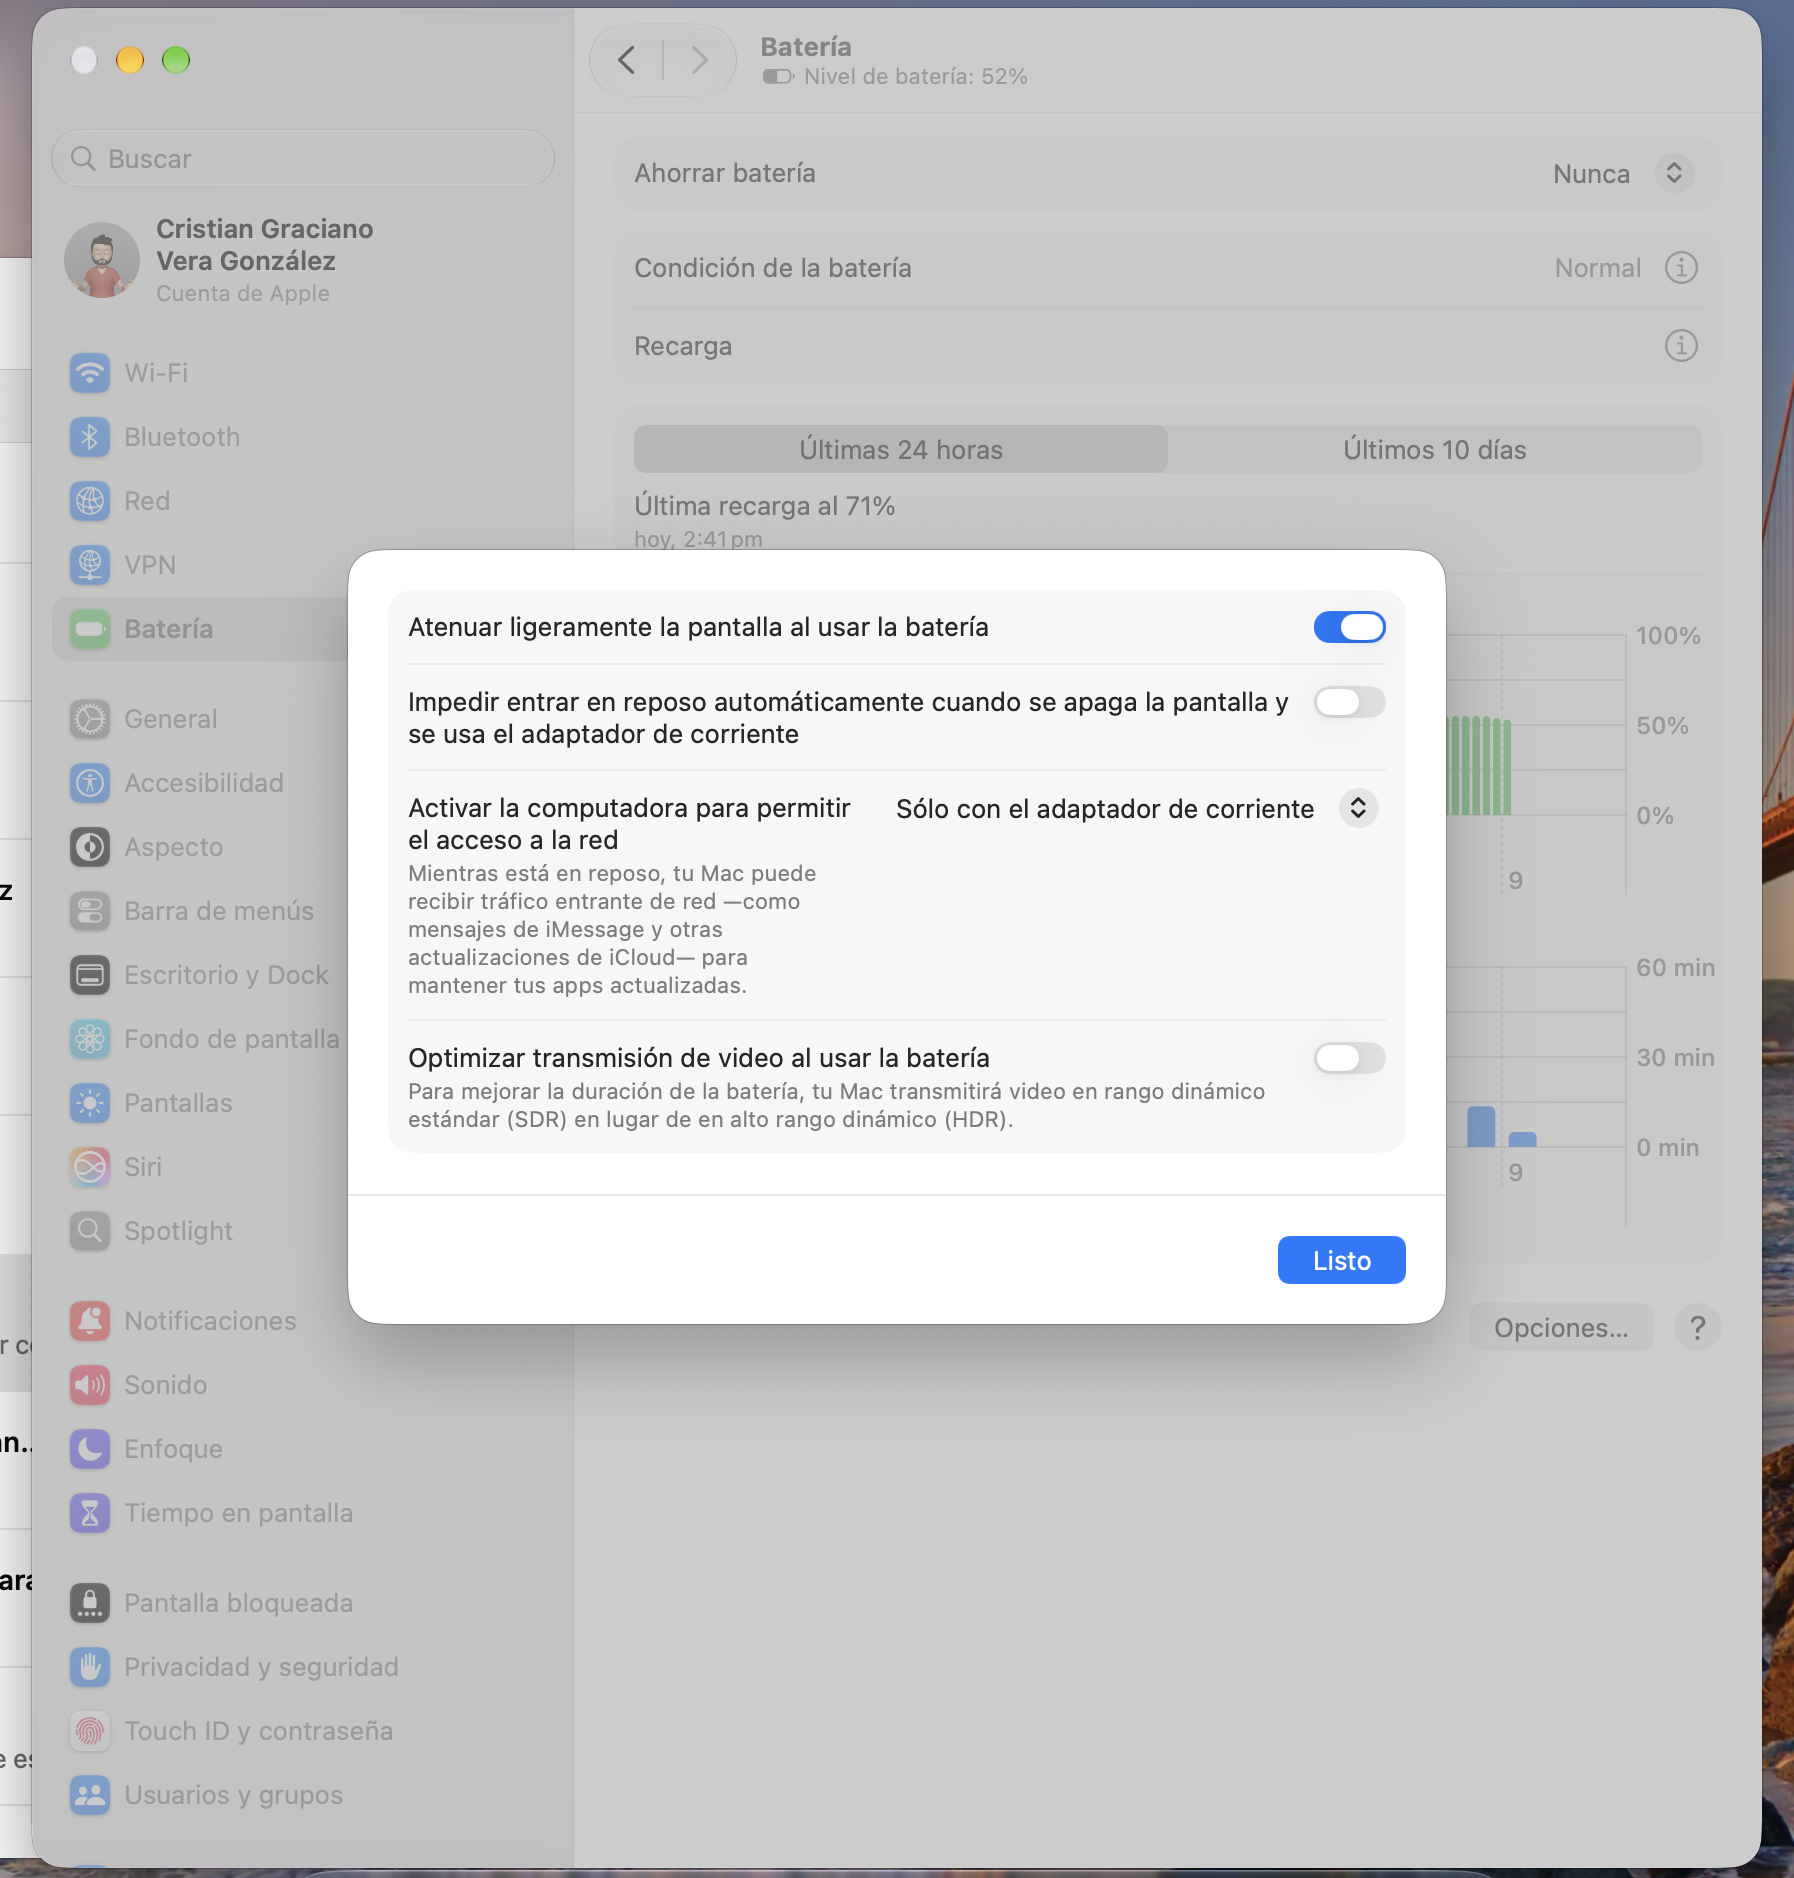 Batería
Nivel de batería: 52%
Buscar
Cristian Graciano
Vera González
Cuenta de Apple
Wi-Fi
Bluetooth
Red
VPN
Batería
General
Accesibilidad
Aspecto
Barra de menús
Escritorio y Dock
Fondo de pantalla
Pantallas
Siri
Spotlight
Notificaciones
Sonido
Enfoque
Tiempo en pantalla
Pantalla bloqueada
Privacidad y seguridad
Touch ID y contraseña
Usuarios y grupos
Ahorrar batería Nunca
Condición de la batería Normal
Recarga
Últimas 24 horas Últimos 10 días
Última recarga al 71%
hoy, 2:41 pm
Atenuar ligeramente la pantalla al usar la batería
Impedir entrar en reposo automáticamente cuando se apaga la pantalla y
se usa el adaptador de corriente
Activar la computadora para permitir
el acceso a la red
Sólo con el adaptador de corriente
Mientras está en reposo, tu Mac puede
recibir tráfico entrante de red —como
mensajes de iMessage y otras
actualizaciones de iCloud— para
mantener tus apps actualizadas.
Optimizar transmisión de video al usar la batería
Para mejorar la duración de la batería, tu Mac transmitirá video en rango dinámico
estándar (SDR) en lugar de en alto rango dinámico (HDR).
Listo
100%
50%
0%
9
60 min
30 min
0 min
9
Opciones...
?